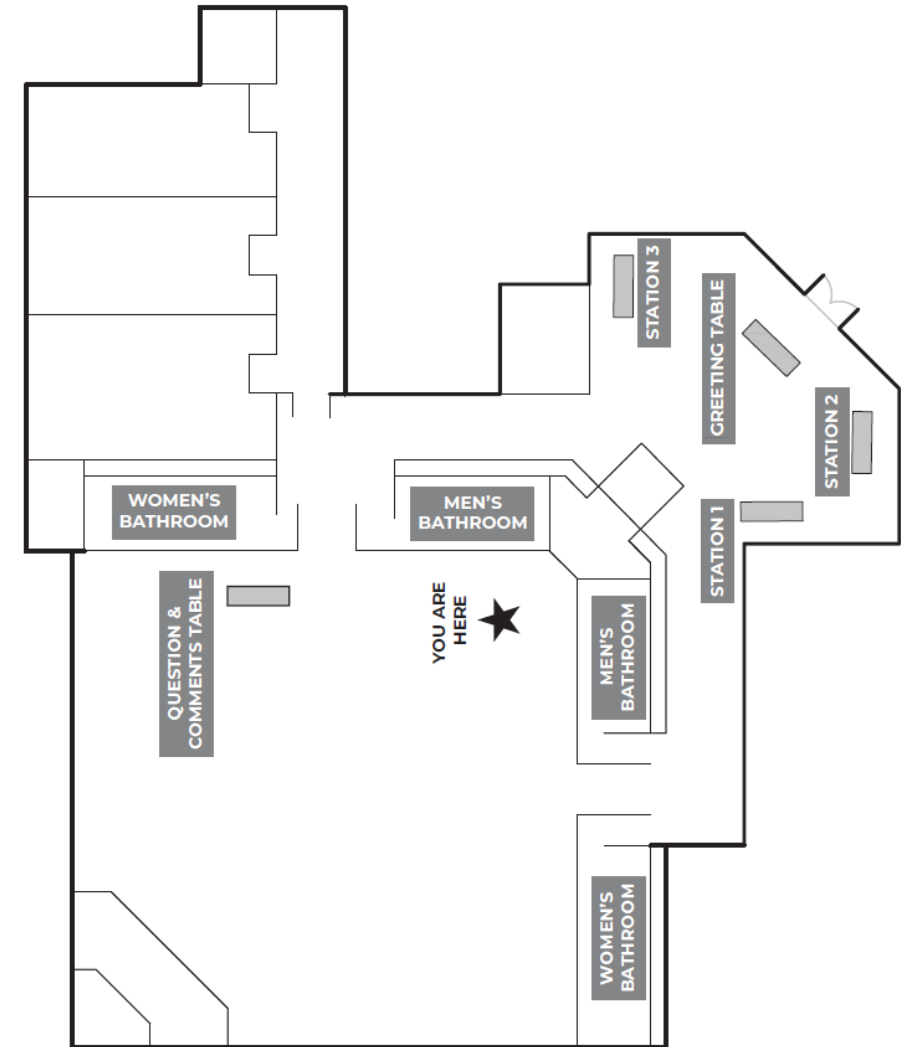 STATION 3
GREETING TABLE
STATION 2
STATION 1
WOMEN'S
BATHROOM
MEN'S
BATHROOM
QUESTION &
COMMENTS TABLE
YOU ARE
HERE
MEN'S
BATHROOM
WOMEN'S
BATHROOM